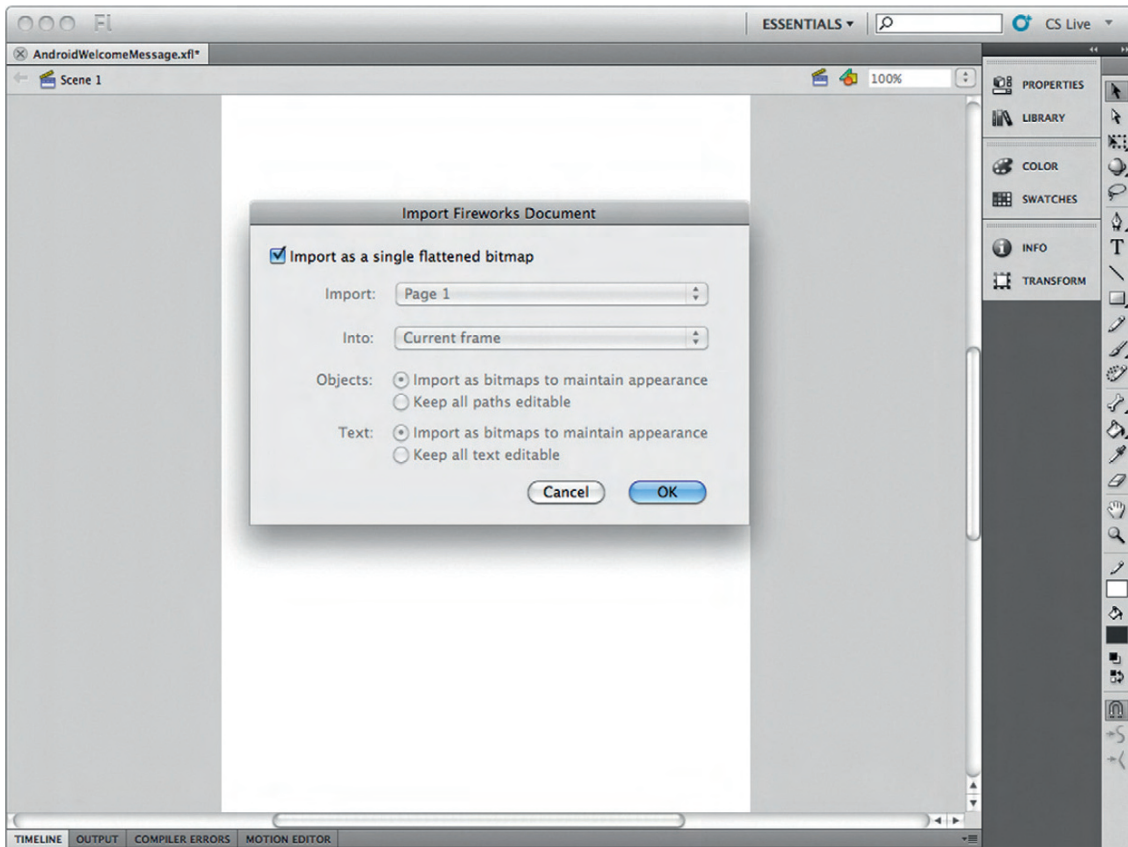 Fl
ESSENTIALS
CS Live
AndroidWelcomeMessage.xfl*
Scene 1
100%
PROPERTIES
LIBRARY
COLOR
SWATCHES
INFO
TRANSFORM
T
Import Fireworks Document
Import as a single flattened bitmap
Import: Page 1
Into: Current frame
Objects: Import as bitmaps to maintain appearance
Keep all paths editable
Text: Import as bitmaps to maintain appearance
Keep all text editable
Cancel OK
TIMELINE OUTPUT COMPILER ERRORS MOTION EDITOR